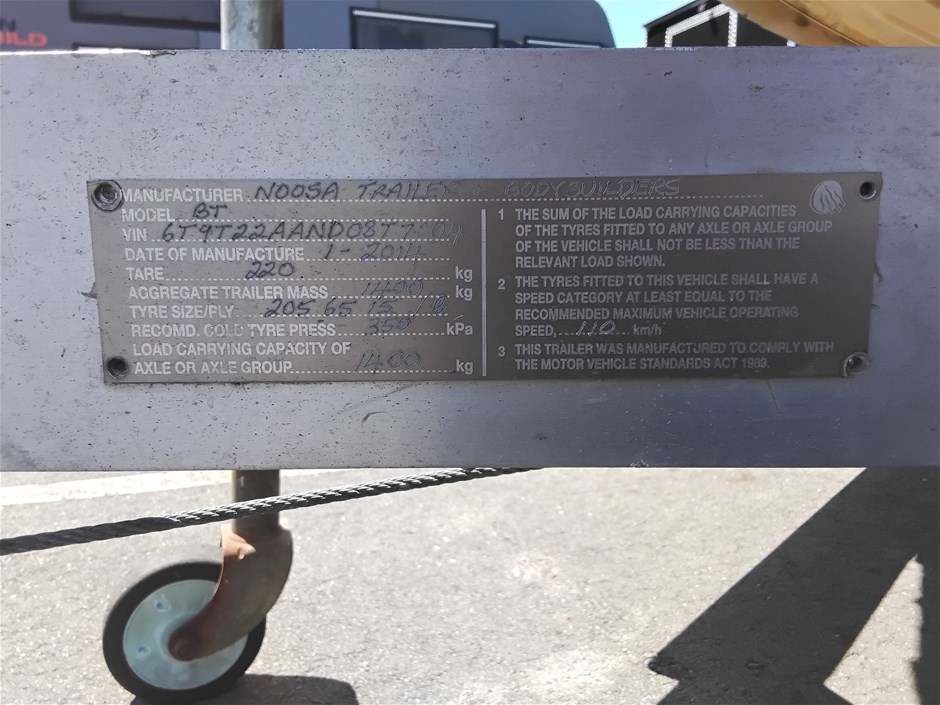 ILD
MANUFACTURER NOOSA TRAILER & BODYBUILDERS
MODEL BT
VIN
DATE OF MANUFACTURE 1-2014
TARE 220 kg
AGGREGATE TRAILER MASS 1400 kg
TYRE SIZE/PLY 205 65 15
RECOMD. COLD TYRE PRESS 350 kPa
LOAD CARRYING CAPACITY OF
AXLE OR AXLE GROUP 1400 kg
1 THE SUM OF THE LOAD CARRYING CAPACITIES
OF THE TYRES FITTED TO ANY AXLE OR AXLE GROUP
OF THE VEHICLE SHALL NOT BE LESS THAN THE
RELEVANT LOAD SHOWN.
2 THE TYRES FITTED TO THIS VEHICLE SHALL HAVE A
SPEED CATEGORY AT LEAST EQUAL TO THE
RECOMMENDED MAXIMUM VEHICLE OPERATING
SPEED, 110 km/h
3 THIS TRAILER WAS MANUFACTURED TO COMPLY WITH
THE MOTOR VEHICLE STANDARDS ACT 1989.